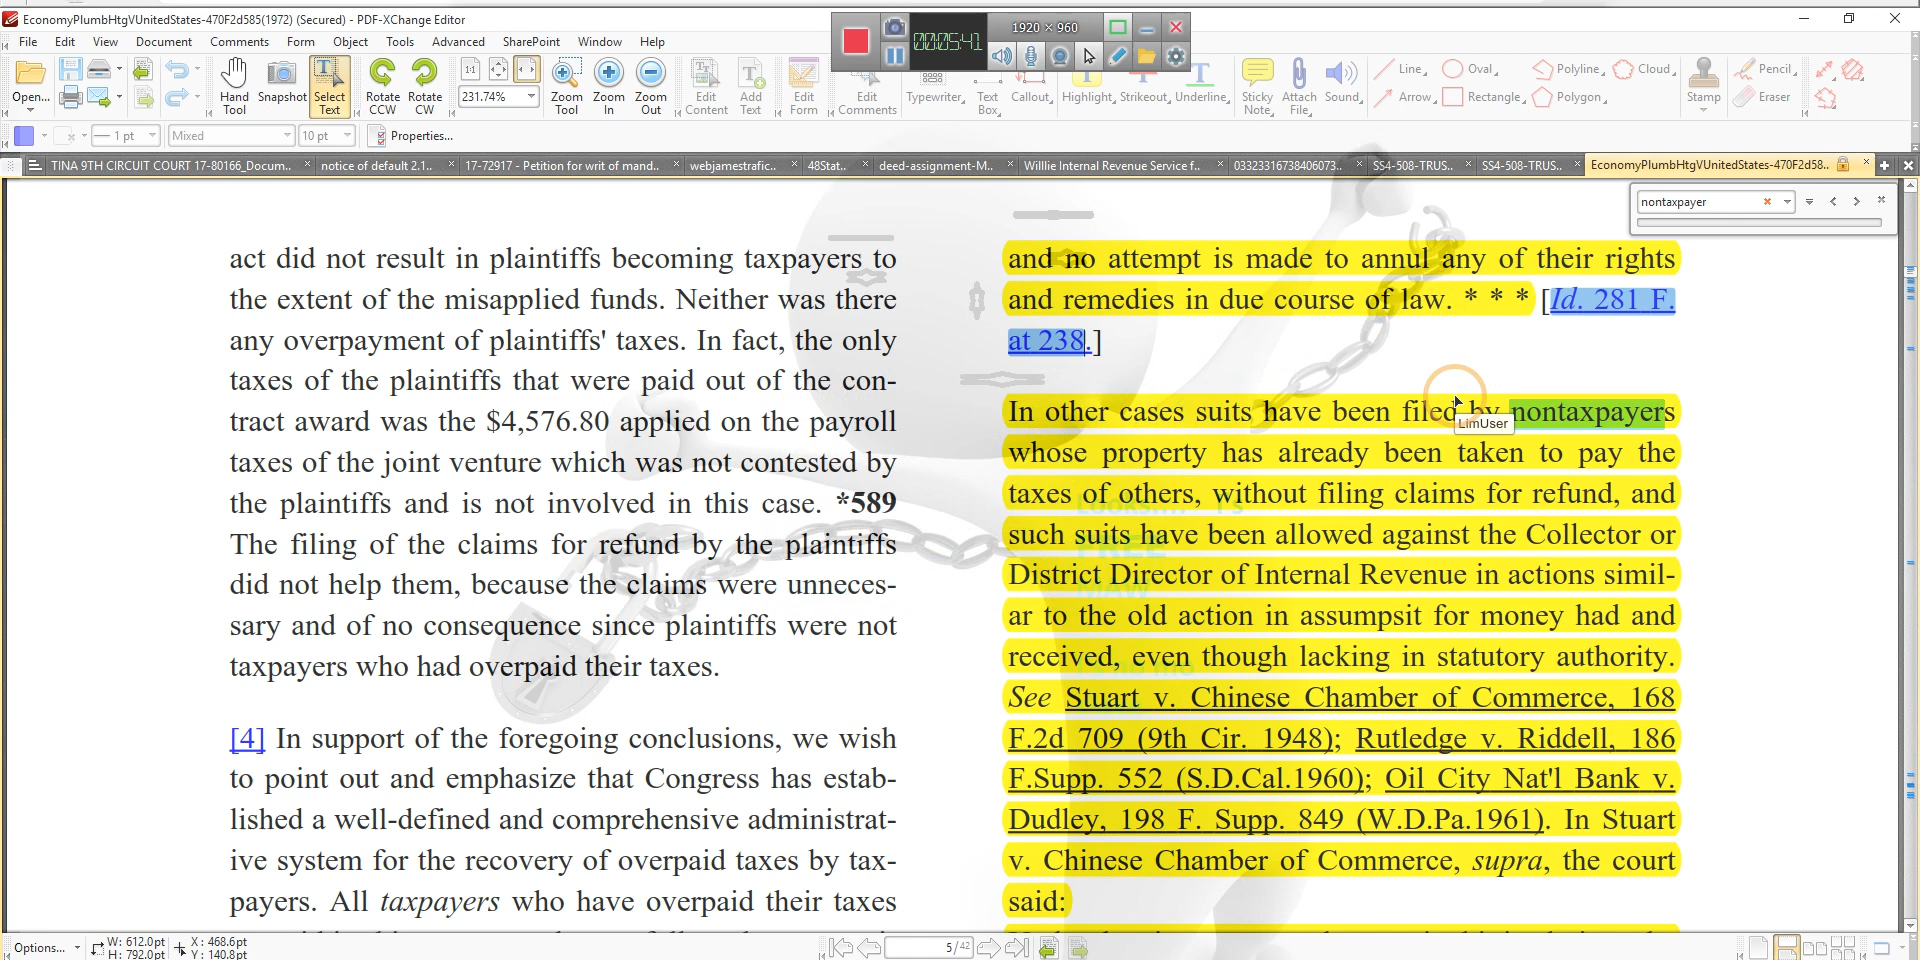 EconomyPlumbHtgVUnitedStates-470F2d585(1972) (Secured) - PDF-XChange Editor
1920 × 960
00:05:41
File Edit View Document Comments Form Object Tools Advanced SharePoint Window Help
Open... Hand Tool Snapshot Select Text Rotate CCW Rotate CW 231.74% Zoom Tool Zoom In Zoom Out Edit Content Add Text Edit Form Edit Comments Typewriter Text Box Callout Highlight Strikeout Underline Sticky Note Attach File Sound Line Arrow Oval Rectangle Polyline Polygon Cloud Stamp Pencil Eraser
1 pt Mixed 10 pt Properties...
TINA 9TH CIRCUIT COURT 17-80166_Docum... notice of default 2.1... 17-72917 - Petition for writ of mand... webjamestrafic... 48Stat... deed-assignment-M... Willlie Internal Revenue Service f... 03323316738406073... SS4-508-TRUS... SS4-508-TRUS... EconomyPlumbHtgVUnitedStates-470F2d58...
nontaxpayer
act did not result in plaintiffs becoming taxpayers to
the extent of the misapplied funds. Neither was there
any overpayment of plaintiffs' taxes. In fact, the only
taxes of the plaintiffs that were paid out of the con-
tract award was the $4,576.80 applied on the payroll
taxes of the joint venture which was not contested by
the plaintiffs and is not involved in this case. *589
The filing of the claims for refund by the plaintiffs
did not help them, because the claims were unneces-
sary and of no consequence since plaintiffs were not
taxpayers who had overpaid their taxes.
[4] In support of the foregoing conclusions, we wish
to point out and emphasize that Congress has estab-
lished a well-defined and comprehensive administrat-
ive system for the recovery of overpaid taxes by tax-
payers. All taxpayers who have overpaid their taxes
and no attempt is made to annul any of their rights
and remedies in due course of law. * * * [Id. 281 F.
at 238.]
In other cases suits have been filed by nontaxpayers
LimUser
whose property has already been taken to pay the
taxes of others, without filing claims for refund, and
such suits have been allowed against the Collector or
District Director of Internal Revenue in actions simil-
ar to the old action in assumpsit for money had and
received, even though lacking in statutory authority.
See Stuart v. Chinese Chamber of Commerce, 168
F.2d 709 (9th Cir. 1948); Rutledge v. Riddell, 186
F.Supp. 552 (S.D.Cal.1960); Oil City Nat'l Bank v.
Dudley, 198 F. Supp. 849 (W.D.Pa.1961). In Stuart
v. Chinese Chamber of Commerce, supra, the court
said:
Options... W: 612.0pt X: 468.6pt
H: 792.0pt Y: 140.8pt
5/42